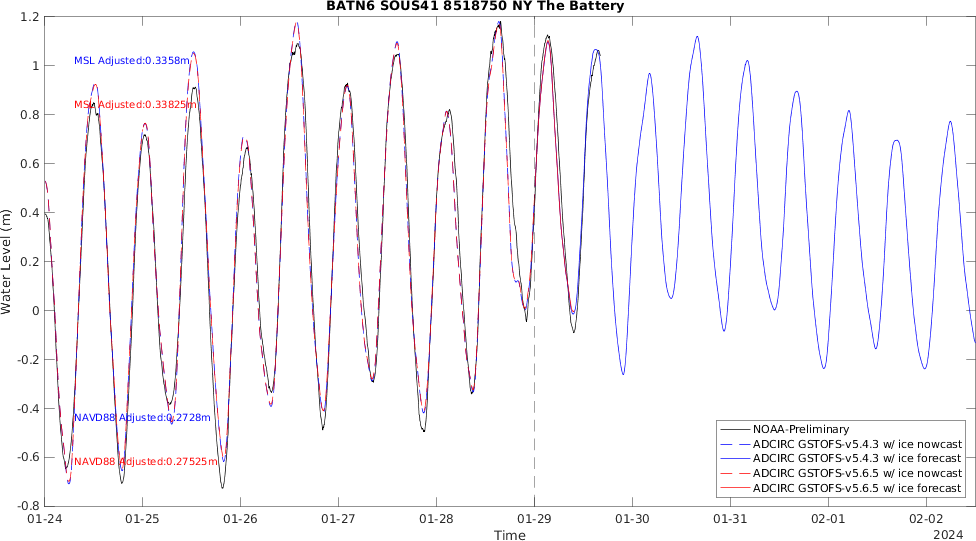 BATN6 SOUS41 8518750 NY The Battery
1.2
1
0.8
0.6
0.4
0.2
0
-0.2
-0.4
-0.6
-0.8
Water Level (m)
MSL Adjusted:0.3358m
MSL Adjusted:0.33825m
NAVD88 Adjusted:0.2728m
NAVD88 Adjusted:0.27525m
NOAA-Preliminary
ADCIRC GSTOFS-v5.4.3 w/ ice nowcast
ADCIRC GSTOFS-v5.4.3 w/ ice forecast
ADCIRC GSTOFS-v5.6.5 w/ ice nowcast
ADCIRC GSTOFS-v5.6.5 w/ ice forecast
01-24 01-25 01-26 01-27 01-28 01-29 01-30 01-31 02-01 02-02
Time
2024